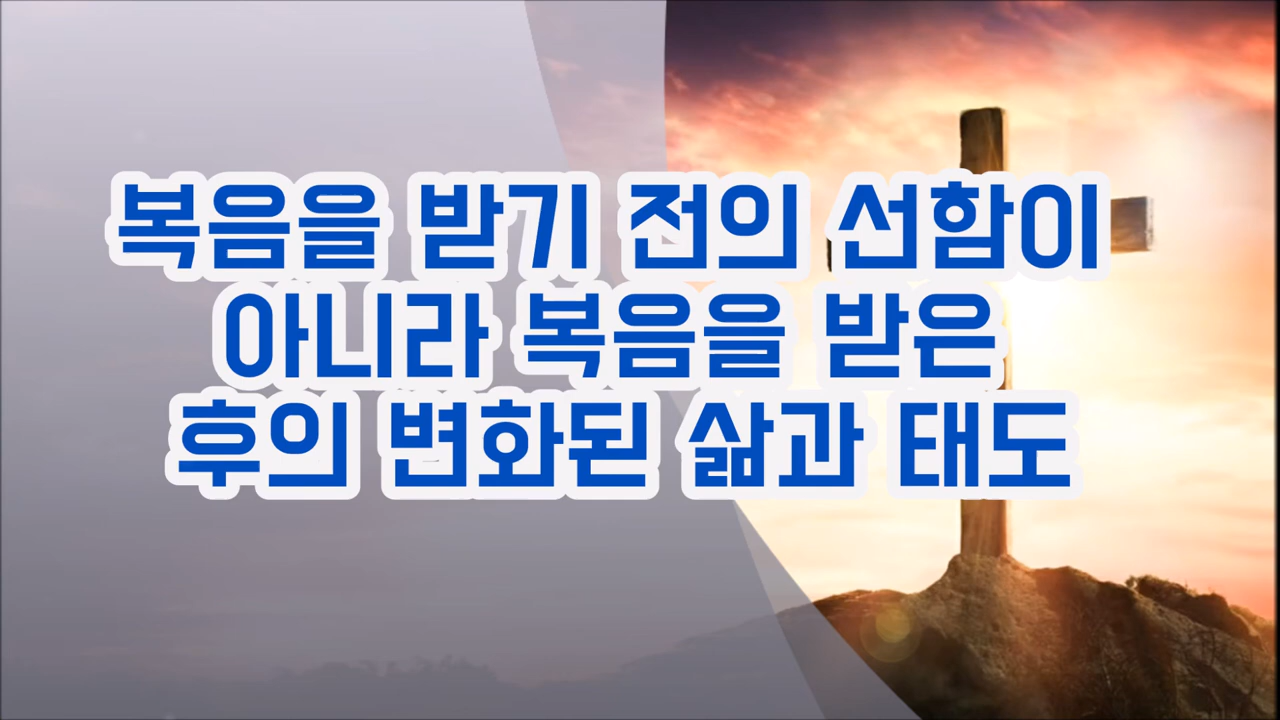 복음을 받기 전의 선함이
아니라 복음을 받은
후의 변화된 삶과 태도